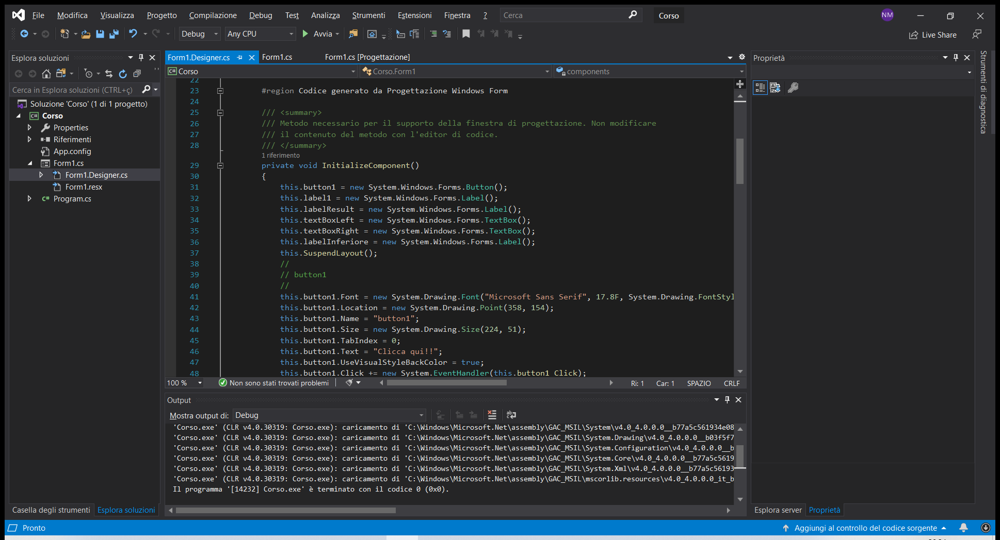 File Modifica Visualizza Progetto Compilazione Debug Test Analizza Strumenti Estensioni Finestra ? Cerca Corso NM
Debug Any CPU Avvia Live Share
Esplora soluzioni
Cerca in Esplora soluzioni (CTRL+ç)
Soluzione 'Corso' (1 di 1 progetto)
C# Corso
Properties
Riferimenti
App.config
Form1.cs
Form1.Designer.cs
Form1.resx
C# Program.cs
Casella degli strumenti Esplora soluzioni
Form1.Designer.cs Form1.cs Form1.cs [Progettazione]
C# Corso Corso.Form1 components
22
23 #region Codice generato da Progettazione Windows Form
24
25 /// <summary>
26 /// Metodo necessario per il supporto della finestra di progettazione. Non modificare
27 /// il contenuto del metodo con l'editor di codice.
28 /// </summary>
1 riferimento
29 private void InitializeComponent()
30 {
31 this.button1 = new System.Windows.Forms.Button();
32 this.label1 = new System.Windows.Forms.Label();
33 this.labelResult = new System.Windows.Forms.Label();
34 this.textBoxLeft = new System.Windows.Forms.TextBox();
35 this.textBoxRight = new System.Windows.Forms.TextBox();
36 this.labelInferiore = new System.Windows.Forms.Label();
37 this.SuspendLayout();
38 //
39 // button1
40 //
41 this.button1.Font = new System.Drawing.Font("Microsoft Sans Serif", 17.8F, System.Drawing.FontStyl
42 this.button1.Location = new System.Drawing.Point(358, 154);
43 this.button1.Name = "button1";
44 this.button1.Size = new System.Drawing.Size(224, 51);
45 this.button1.TabIndex = 0;
46 this.button1.Text = "Clicca qui!!";
47 this.button1.UseVisualStyleBackColor = true;
48 this.button1.Click += new System.EventHandler(this.button1_Click);
100 % Non sono stati trovati problemi Ri: 1 Car: 1 SPAZIO CRLF
Output
Mostra output di: Debug
'Corso.exe' (CLR v4.0.30319: Corso.exe): caricamento di 'C:\Windows\Microsoft.Net\assembly\GAC_MSIL\System\v4.0_4.0.0.0__b77a5c561934e08
'Corso.exe' (CLR v4.0.30319: Corso.exe): caricamento di 'C:\Windows\Microsoft.Net\assembly\GAC_MSIL\System.Drawing\v4.0_4.0.0.0__b03f5f7
'Corso.exe' (CLR v4.0.30319: Corso.exe): caricamento di 'C:\Windows\Microsoft.Net\assembly\GAC_MSIL\System.Configuration\v4.0_4.0.0.0__b
'Corso.exe' (CLR v4.0.30319: Corso.exe): caricamento di 'C:\Windows\Microsoft.Net\assembly\GAC_MSIL\System.Core\v4.0_4.0.0.0__b77a5c5619
'Corso.exe' (CLR v4.0.30319: Corso.exe): caricamento di 'C:\Windows\Microsoft.Net\assembly\GAC_MSIL\System.Xml\v4.0_4.0.0.0__b77a5c56193
'Corso.exe' (CLR v4.0.30319: Corso.exe): caricamento di 'C:\Windows\Microsoft.Net\assembly\GAC_MSIL\mscorlib.resources\v4.0_4.0.0.0_it_b
Il programma '[14232] Corso.exe' è terminato con il codice 0 (0x0).
Proprietà
Strumenti di diagnostica
Esplora server Proprietà
Pronto Aggiungi al controllo del codice sorgente